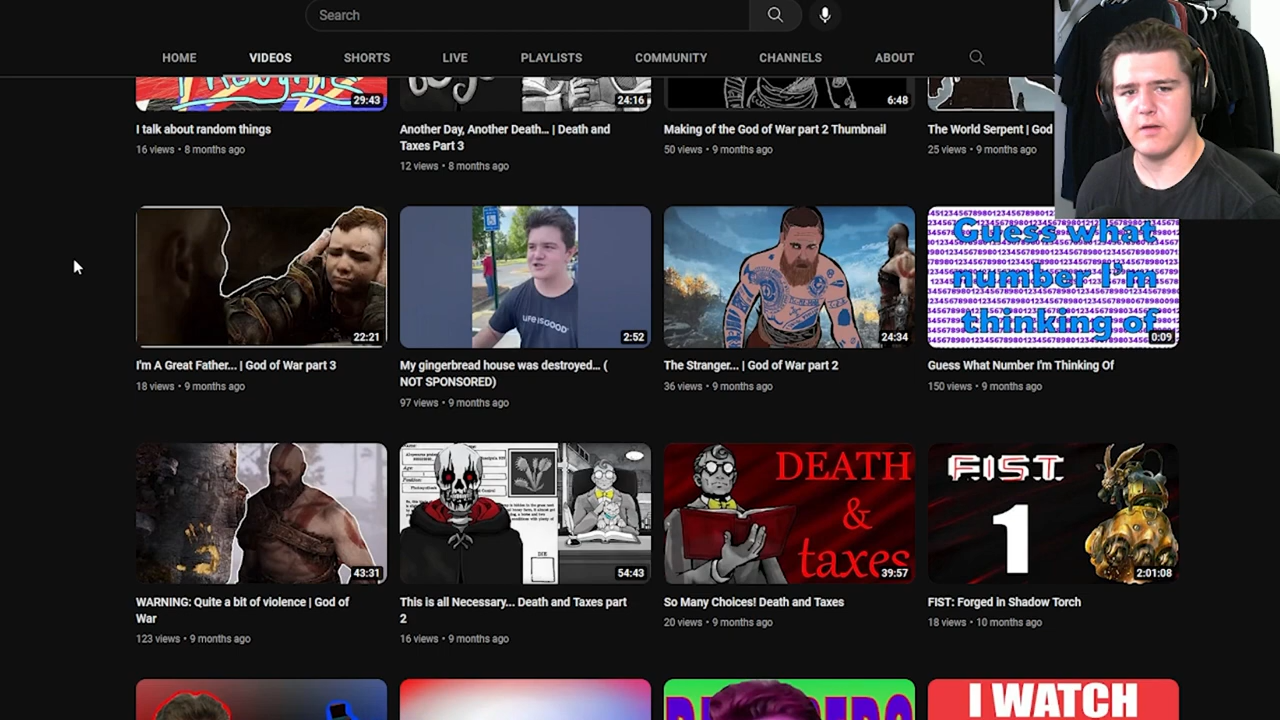 Search
HOME
VIDEOS
SHORTS
LIVE
PLAYLISTS
COMMUNITY
CHANNELS
ABOUT
29:43
24:16
6:48
I talk about random things
16 views • 8 months ago
Another Day, Another Death... | Death and
Taxes Part 3
12 views • 8 months ago
Making of the God of War part 2 Thumbnail
50 views • 9 months ago
The World Serpent | God
25 views • 9 months ago
22:21
LIFE IS GOOD
2:52
24:34
Guess what
number I'm
thinking of
0:09
I'm A Great Father... | God of War part 3
18 views • 9 months ago
My gingerbread house was destroyed... (
NOT SPONSORED)
97 views • 9 months ago
The Stranger... | God of War part 2
36 views • 9 months ago
Guess What Number I'm Thinking Of
150 views • 9 months ago
43:31
54:43
DEATH
&
taxes
39:57
F.I.S.T.
1
2:01:08
WARNING: Quite a bit of violence | God of
War
123 views • 9 months ago
This is all Necessary... Death and Taxes part
2
16 views • 9 months ago
So Many Choices! Death and Taxes
20 views • 9 months ago
FIST: Forged in Shadow Torch
18 views • 10 months ago
I WATCH